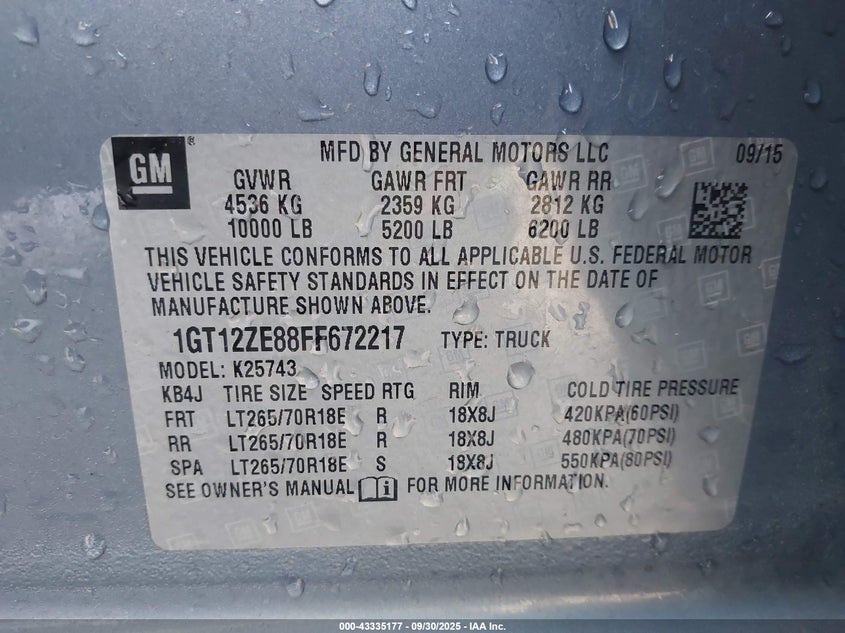 GM
MFD BY GENERAL MOTORS LLC 09/15
GVWR GAWR FRT GAWR RR
4536 KG 2359 KG 2812 KG
10000 LB 5200 LB 6200 LB
THIS VEHICLE CONFORMS TO ALL APPLICABLE U.S. FEDERAL MOTOR
VEHICLE SAFETY STANDARDS IN EFFECT ON THE DATE OF
MANUFACTURE SHOWN ABOVE.
1GT12ZE88FF672217 TYPE: TRUCK
MODEL: K25743
KB4J TIRE SIZE SPEED RTG RIM COLD TIRE PRESSURE
FRT LT265/70R18E R 18X8J 420KPA(60PSI)
RR LT265/70R18E R 18X8J 480KPA(70PSI)
SPA LT265/70R18E S 18X8J 550KPA(80PSI)
SEE OWNER'S MANUAL i FOR MORE INFORMATION.
000-43335177 - 09/30/2025 - IAA Inc.